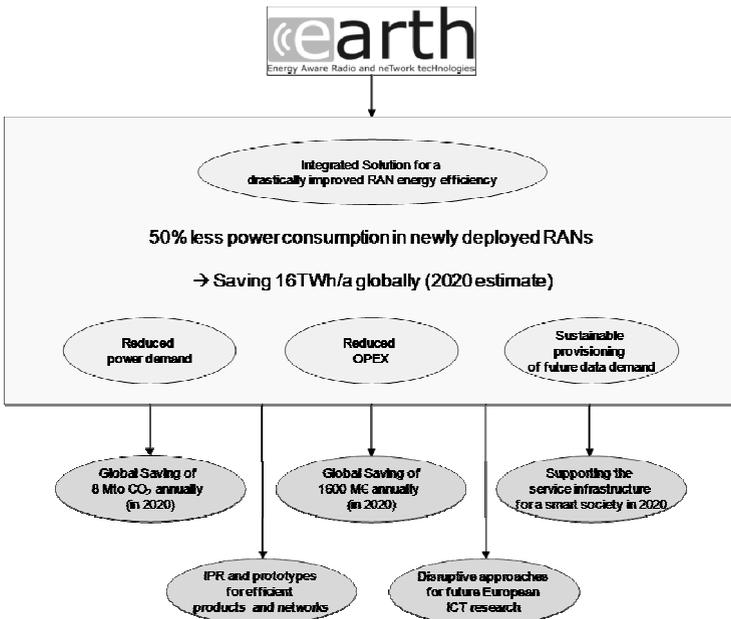 earth
Energy Aware Radio and neTwork tecHnologies
Integrated Solution for a
drastically improved RAN energy efficiency
50% less power consumption in newly deployed RANs
→ Saving 16TWh/a globally (2020 estimate)
Reduced
power demand
Reduced
OPEX
Sustainable
provisioning
of future data demand
Global Saving of
8 Mto CO₂ annually
(in 2020)
Global Saving of
1600 M€ annually
(in 2020)
Supporting the
service infrastructure
for a smart society in 2020
IPR and prototypes
for efficient
products and networks
Disruptive approaches
for future European
ICT research